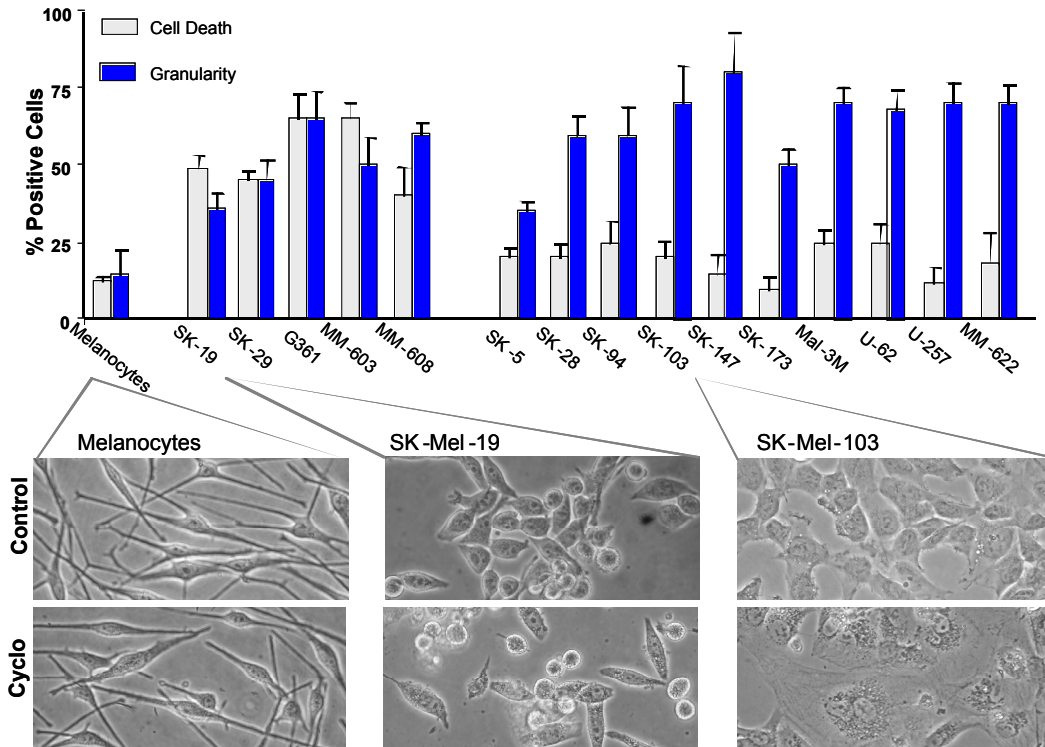 100
75
50
25
0
% Positive Cells
Cell Death
Granularity
Melanocytes
SK-19
SK-29
G361
MM-603
MM-608
SK-5
SK-28
SK-94
SK-103
SK-147
SK-173
Mal-3M
U-62
U-257
MM-622
Melanocytes
SK-Mel-19
SK-Mel-103
Control
Cyclo